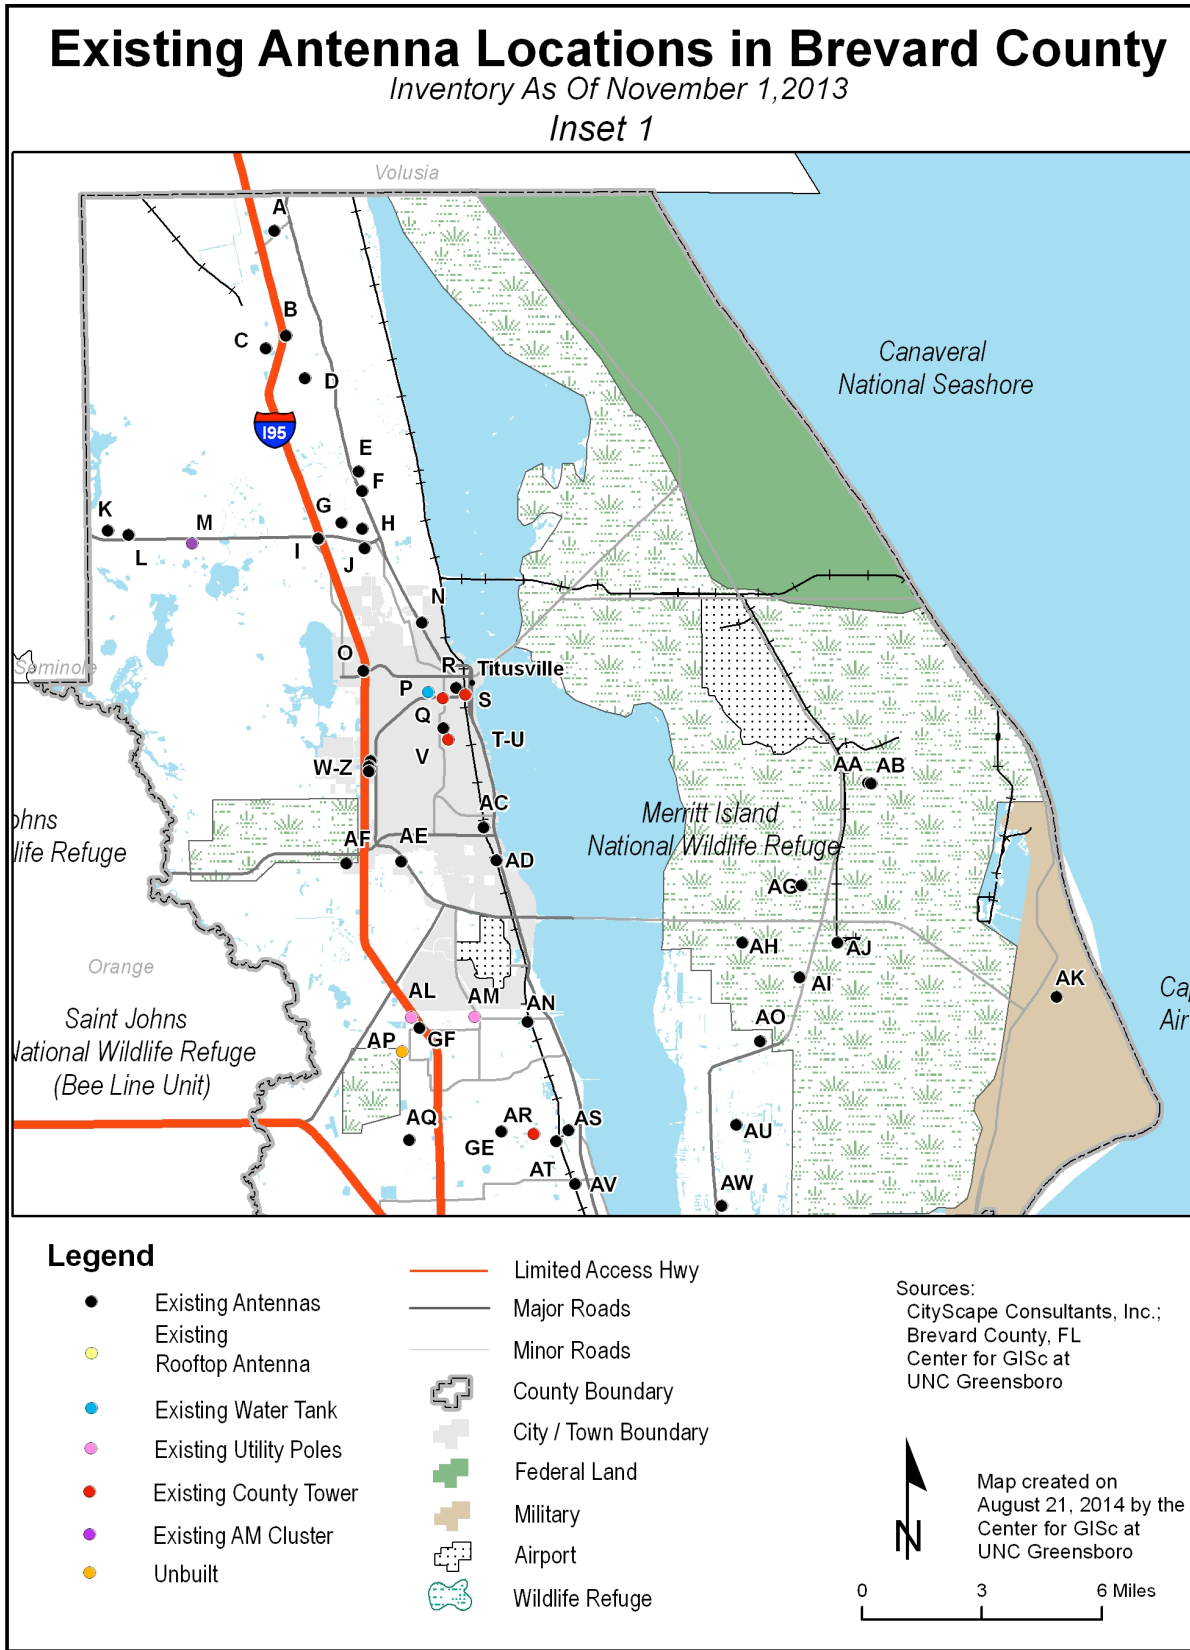 Existing Antenna Locations in Brevard County
Inventory As Of November 1,2013
Inset 1
Volusia
A
B
C
D
Canaveral
National Seashore
I95
E
F
G
H
K
M
L
I
J
N
O
R
Titusville
Seminole
P
S
Q
T-U
V
W-Z
AA
AB
AC
Merritt Island
National Wildlife Refuge
ohns
life Refuge
AF
AE
AD
AG
AH
AJ
AI
AK
Orange
AL
AM
AN
AO
Saint Johns
National Wildlife Refuge
(Bee Line Unit)
Ca
Air
AP
GF
AQ
AR
AS
GE
AT
AU
AV
AW
Legend
Existing Antennas
Existing
Rooftop Antenna
Existing Water Tank
Existing Utility Poles
Existing County Tower
Existing AM Cluster
Unbuilt
Limited Access Hwy
Major Roads
Minor Roads
County Boundary
City / Town Boundary
Federal Land
Military
Airport
Wildlife Refuge
Sources:
CityScape Consultants, Inc.;
Brevard County, FL
Center for GISc at
UNC Greensboro
N
Map created on
August 21, 2014 by the
Center for GISc at
UNC Greensboro
0 3 6 Miles